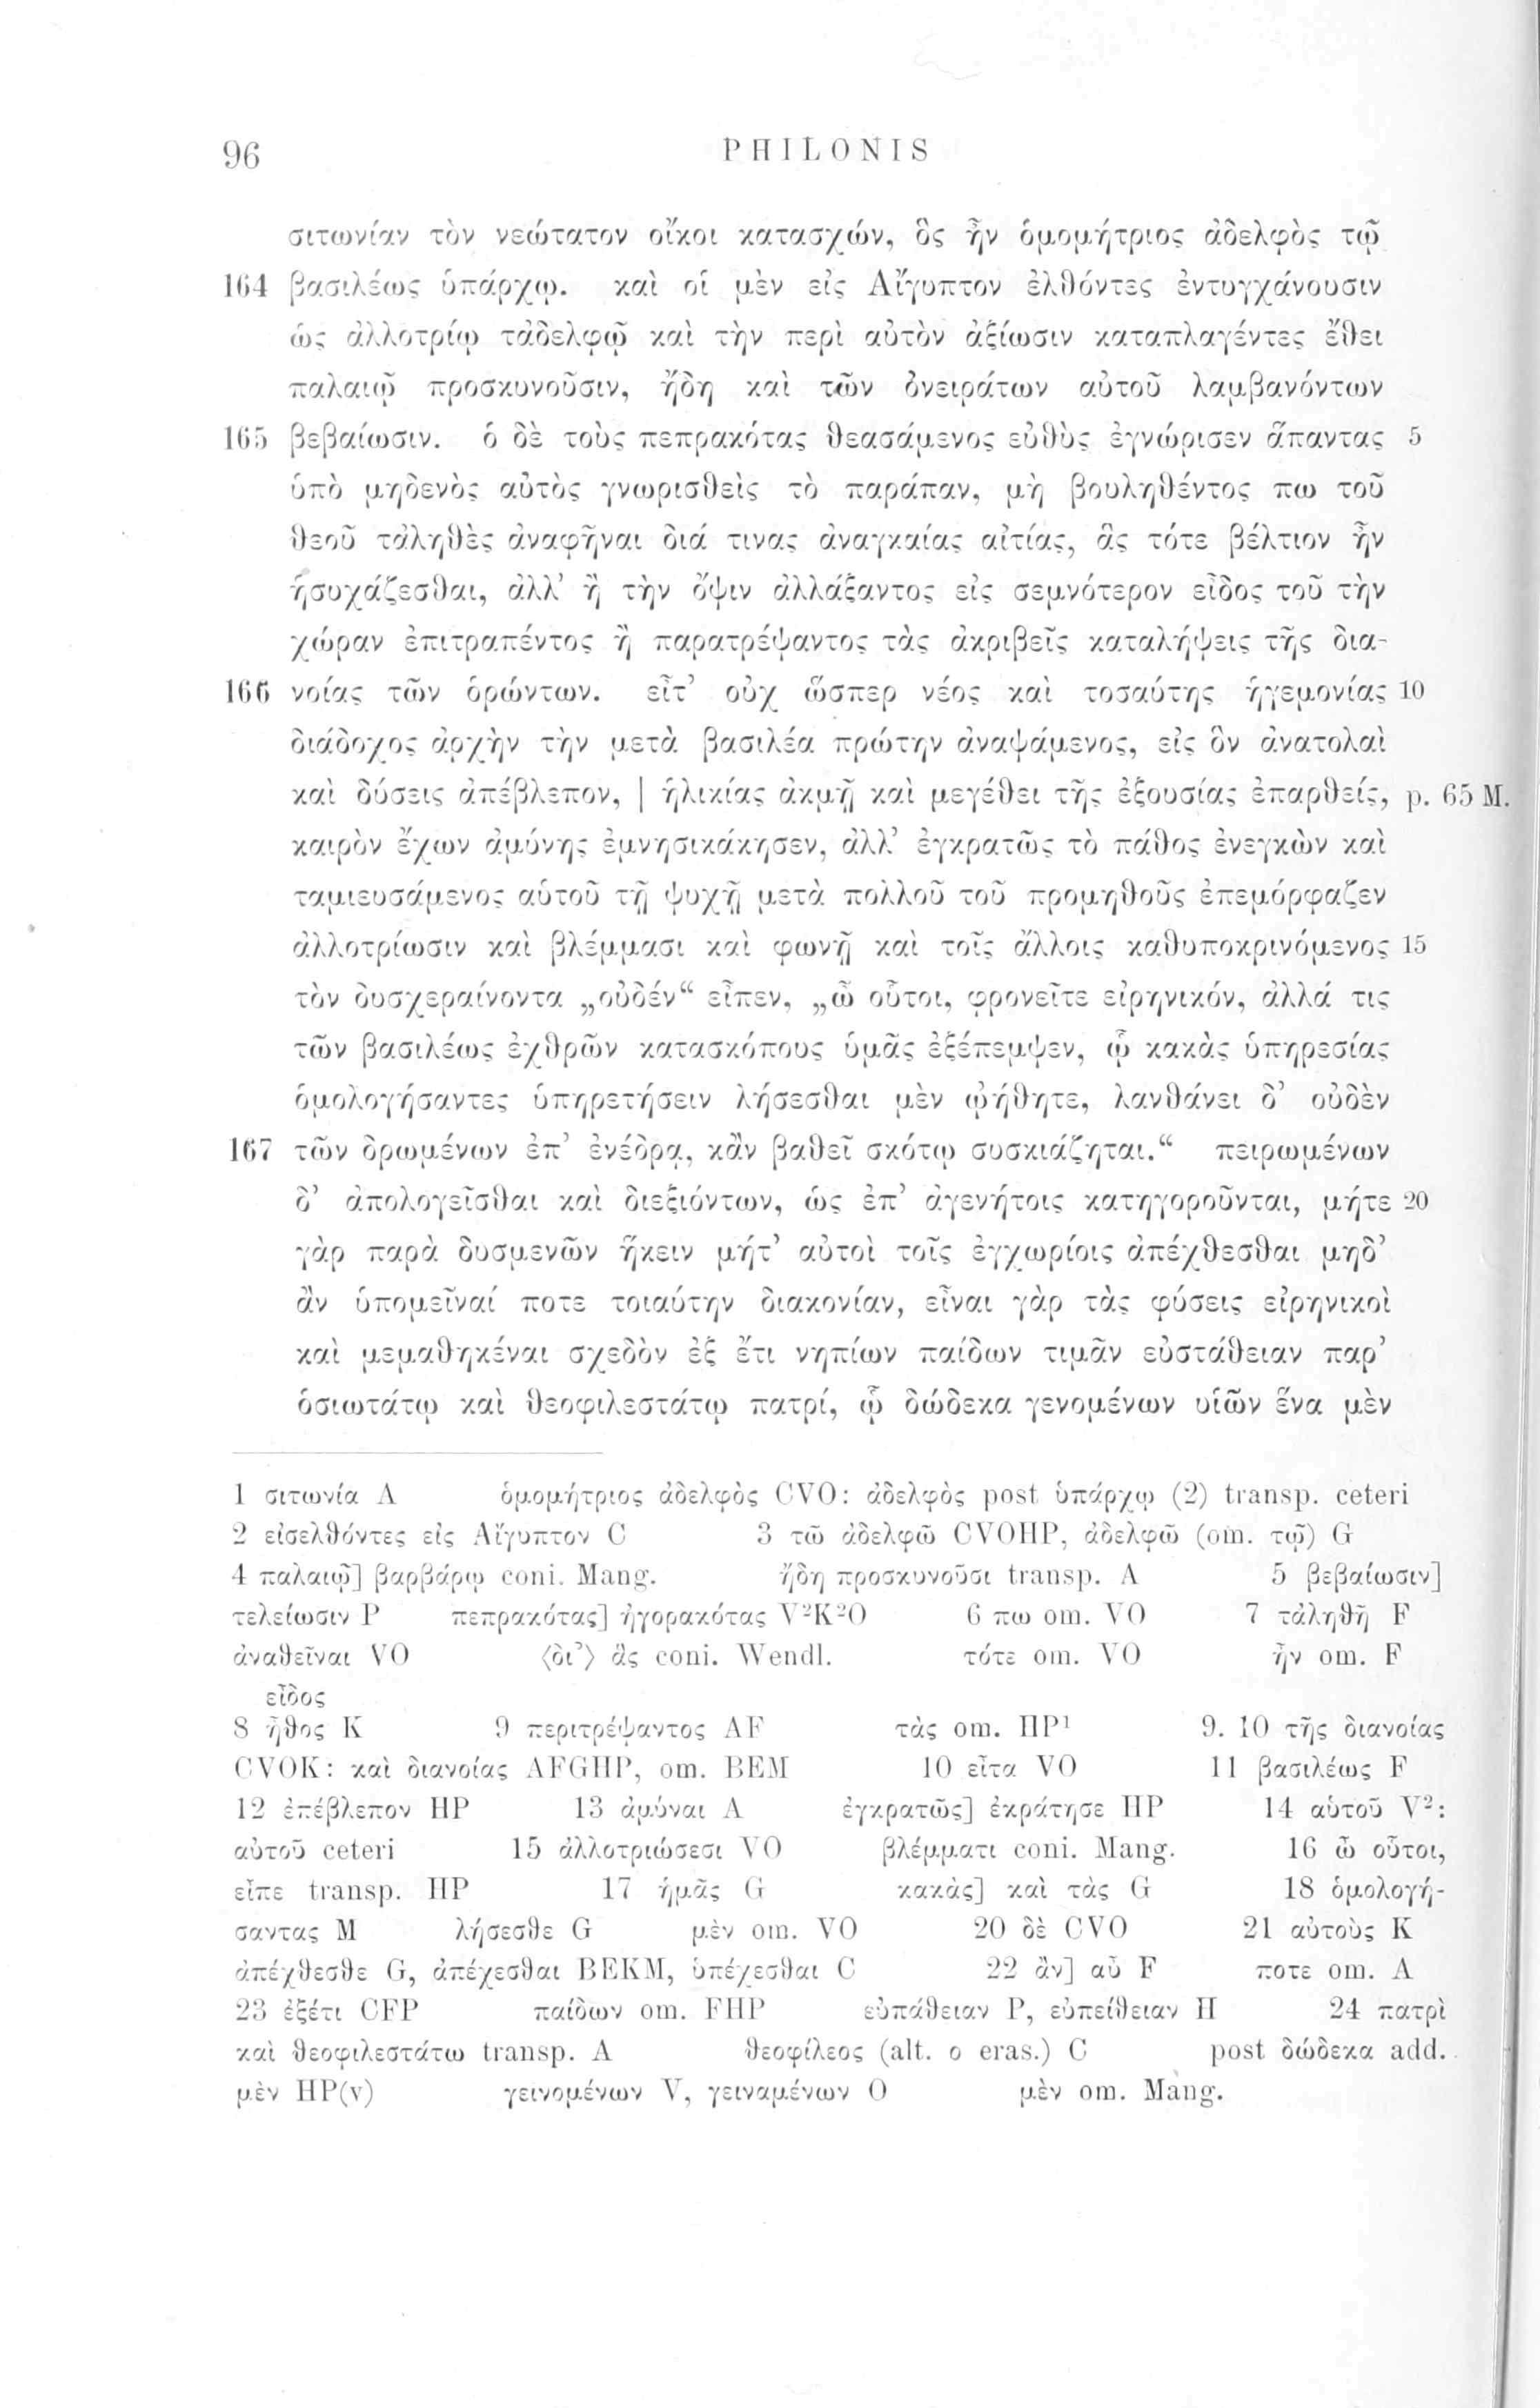 96 PHILONIS
σιτωνίαν τὸν νεώτατον οἴκοι κατασχών, ὃς ἦν ὁμομήτριος ἀδελφὸς τῷ
164 βασιλέως ὑπάρχῳ. καὶ οἱ μὲν εἰς Αἴγυπτον ἐλθόντες ἐντυγχάνουσιν
ὡς ἀλλοτρίῳ τἀδελφῷ καὶ τὴν περὶ αὐτὸν ἀξίωσιν καταπλαγέντες ἔθει
παλαιῷ προσκυνοῦσιν, ἤδη καὶ τῶν ὀνειράτων αὐτοῦ λαμβανόντων
165 βεβαίωσιν. ὁ δὲ τοὺς πεπρακότας θεασάμενος εὐθὺς ἐγνώρισεν ἅπαντας 5
ὑπὸ μηδενὸς αὐτὸς γνωρισθεὶς τὸ παράπαν, μὴ βουληθέντος πω τοῦ
θεοῦ τἀληθὲς ἀναφῆναι διά τινας ἀναγκαίας αἰτίας, ἃς τότε βέλτιον ἦν
ἡσυχάζεσθαι, ἀλλ’ ἢ τὴν ὄψιν ἀλλάξαντος εἰς σεμνότερον εἶδος τοῦ τὴν
χώραν ἐπιτραπέντος ἢ παρατρέψαντος τὰς ἀκριβεῖς καταλήψεις τῆς δια-
166 νοίας τῶν ὁρώντων. εἶτ’ οὐχ ὥσπερ νέος καὶ τοσαύτης ἡγεμονίας 10
διάδοχος ἀρχὴν τὴν μετὰ βασιλέα πρώτην ἀναψάμενος, εἰς ὃν ἀνατολαὶ
καὶ δύσεις ἀπέβλεπον, | ἡλικίας ἀκμῇ καὶ μεγέθει τῆς ἐξουσίας ἐπαρθείς, p. 65 M.
καιρὸν ἔχων ἀμύνης ἐμνησικάκησεν, ἀλλ’ ἐγκρατῶς τὸ πάθος ἐνεγκὼν καὶ
ταμιευσάμενος αὑτοῦ τῇ ψυχῇ μετὰ πολλοῦ τοῦ προμηθοῦς ἐπεμόρφαζεν
ἀλλοτρίωσιν καὶ βλέμμασι καὶ φωνῇ καὶ τοῖς ἄλλοις καθυποκρινόμενος 15
τὸν δυσχεραίνοντα „οὐδέν“ εἶπεν, „ὦ οὗτοι, φρονεῖτε εἰρηνικόν, ἀλλά τις
τῶν βασιλέως ἐχθρῶν κατασκόπους ὑμᾶς ἐξέπεμψεν, ᾧ κακὰς ὑπηρεσίας
ὁμολογήσαντες ὑπηρετήσειν λήσεσθαι μὲν ᾠήθητε, λανθάνει δ’ οὐδὲν
167 τῶν δρωμένων ἐπ’ ἐνέδρᾳ, κἂν βαθεῖ σκότῳ συσκιάζηται.“ πειρωμένων
δ’ ἀπολογεῖσθαι καὶ διεξιόντων, ὡς ἐπ’ ἀγενήτοις κατηγοροῦνται, μήτε 20
γὰρ παρὰ δυσμενῶν ἥκειν μήτ’ αὐτοὶ τοῖς ἐγχωρίοις ἀπέχθεσθαι μηδ’
ἂν ὑπομεῖναί ποτε τοιαύτην διακονίαν, εἶναι γὰρ τὰς φύσεις εἰρηνικοὶ
καὶ μεμαθηκέναι σχεδὸν ἐξ ἔτι νηπίων παίδων τιμᾶν εὐστάθειαν παρ’
ὁσιωτάτῳ καὶ θεοφιλεστάτῳ πατρί, ᾧ δώδεκα γενομένων υἱῶν ἕνα μὲν
1 σιτωνία A ὁμομήτριος ἀδελφὸς CVO: ἀδελφὸς post ὑπάρχῳ (2) transp. ceteri
2 εἰσελθόντες εἰς Αἴγυπτον C 3 τῶ ἀδελφῶ CVOHP, ἀδελφῶ (om. τῷ) G
4 παλαιῷ] βαρβάρῳ coni. Mang. ἤδη προσκυνοῦσι transp. A 5 βεβαίωσιν]
τελείωσιν P πεπρακότας] ἠγορακότας V²K²O 6 πω om. VO 7 τἀληθῆ F
ἀναθεῖναι VO ⟨δι’⟩ ἃς coni. Wendl. τότε om. VO ἦν om. F
εἶδος
8 ἦθος K 9 περιτρέψαντος AF τὰς om. HP¹ 9. 10 τῆς διανοίας
CVOK: καὶ διανοίας AFGHP, om. BEM 10 εἶτα VO 11 βασιλέως F
12 ἐπέβλεπον HP 13 ἀμύναι A ἐγκρατῶς] ἐκράτησε HP 14 αὑτοῦ V²:
αὐτοῦ ceteri 15 ἀλλοτριώσεσι VO βλέμματι coni. Mang. 16 ὦ οὗτοι,
εἶπε transp. HP 17 ἡμᾶς G κακὰς] καὶ τὰς G 18 ὁμολογή-
σαντας M λήσεσθε G μὲν om. VO 20 δὲ CVO 21 αὐτοὺς K
ἀπέχθεσθε G, ἀπέχεσθαι BEKM, ὑπέχεσθαι C 22 ἂν] αὖ F ποτε om. A
23 ἐξέτι CFP παίδων om. FHP εὐπάθειαν P, εὐπείθειαν H 24 πατρὶ
καὶ θεοφιλεστάτω transp. A θεοφίλεος (alt. ο eras.) C post δώδεκα add.
μὲν HP(v) γεινομένων V, γειναμένων O μὲν om. Mang.